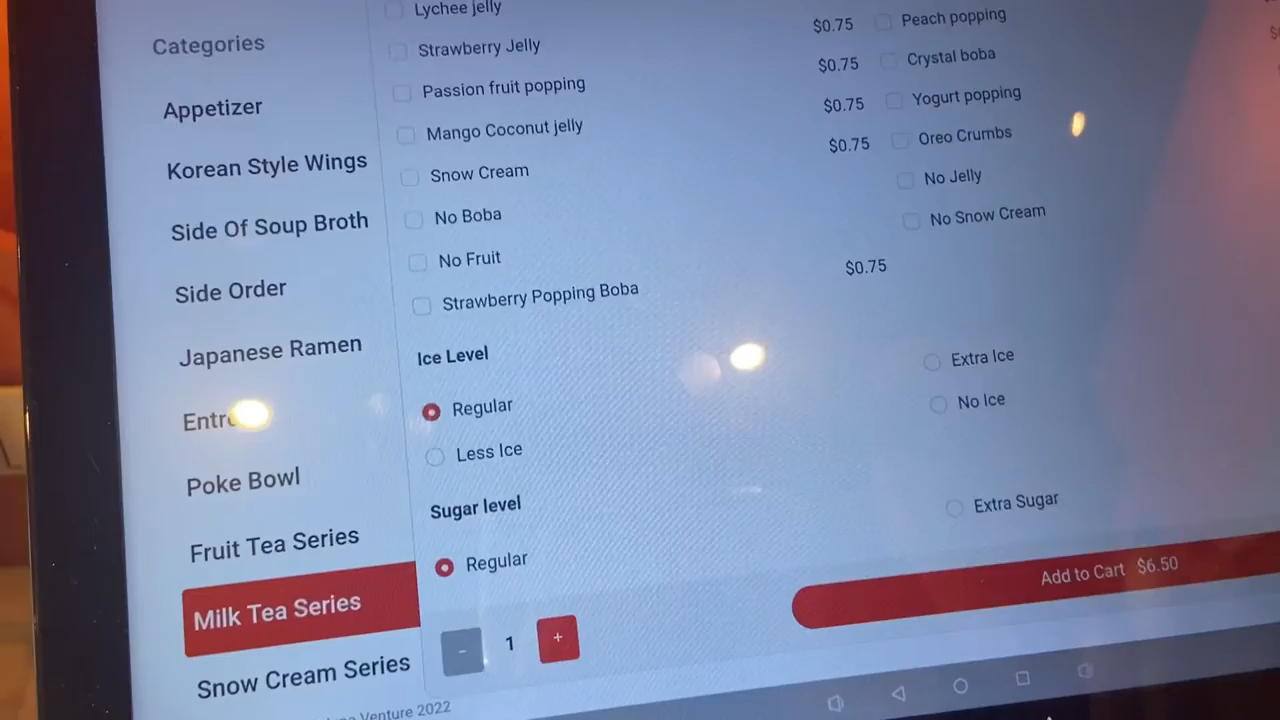 Categories
Appetizer
Korean Style Wings
Side Of Soup Broth
Side Order
Japanese Ramen
Poke Bowl
Fruit Tea Series
Milk Tea Series
Snow Cream Series
Venture 2022
Lychee jelly
Strawberry Jelly $0.75 Peach popping
Passion fruit popping $0.75 Crystal boba
Mango Coconut jelly $0.75 Yogurt popping
Snow Cream $0.75 Oreo Crumbs
No Boba No Jelly
No Fruit No Snow Cream
Strawberry Popping Boba $0.75
Ice Level
Regular Extra Ice
Less Ice No Ice
Sugar level
Regular Extra Sugar
- 1 + Add to Cart $6.50